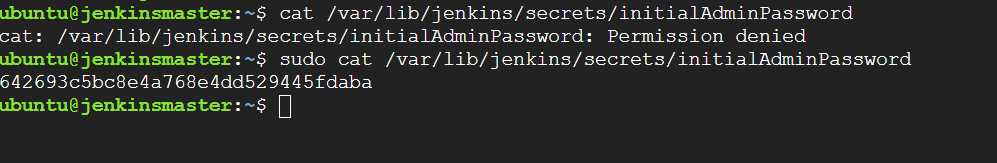 ubuntu@jenkinsmaster:~$ cat /var/lib/jenkins/secrets/initialAdminPassword
cat: /var/lib/jenkins/secrets/initialAdminPassword: Permission denied
ubuntu@jenkinsmaster:~$ sudo cat /var/lib/jenkins/secrets/initialAdminPassword
642693c5bc8e4a768e4dd529445fdaba
ubuntu@jenkinsmaster:~$